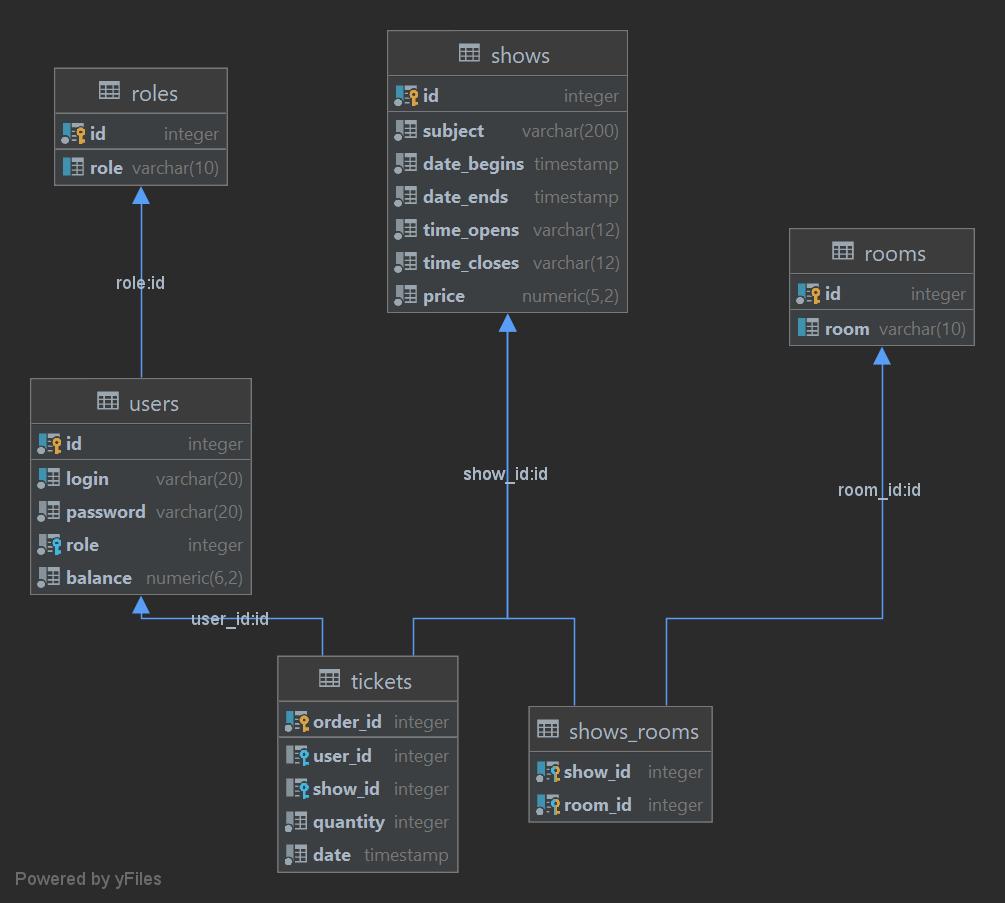 roles
id integer
role varchar(10)
shows
id integer
subject varchar(200)
date_begins timestamp
date_ends timestamp
time_opens varchar(12)
time_closes varchar(12)
price numeric(5,2)
rooms
id integer
room varchar(10)
role:id
users
id integer
login varchar(20)
password varchar(20)
role integer
balance numeric(6,2)
show_id:id
room_id:id
user_id:id
tickets
order_id integer
user_id integer
show_id integer
quantity integer
date timestamp
shows_rooms
show_id integer
room_id integer
Powered by yFiles